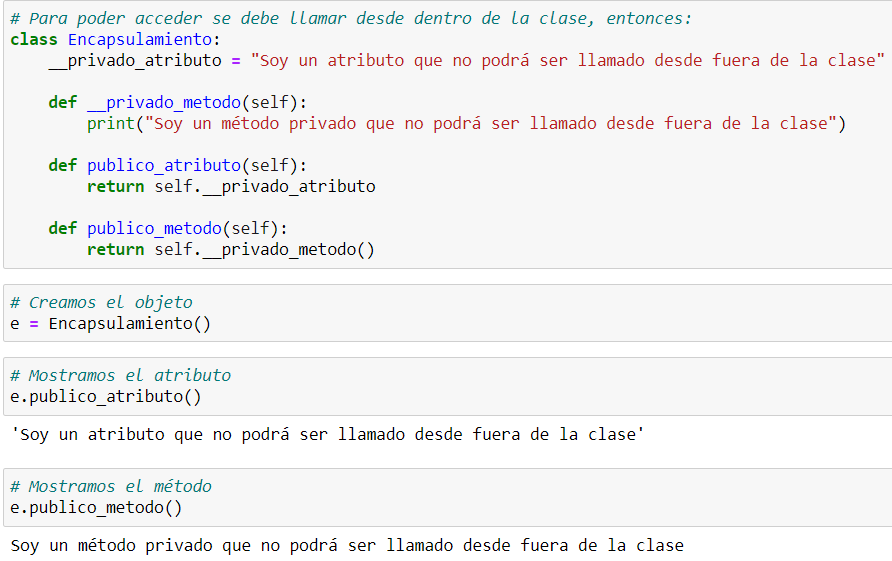 # Para poder acceder se debe llamar desde dentro de la clase, entonces:
class Encapsulamiento:
    __privado_atributo = "Soy un atributo que no podrá ser llamado desde fuera de la clase"
    def __privado_metodo(self):
        print("Soy un método privado que no podrá ser llamado desde fuera de la clase")
    def publico_atributo(self):
        return self.__privado_atributo
    def publico_metodo(self):
        return self.__privado_metodo()
# Creamos el objeto
e = Encapsulamiento()
# Mostramos el atributo
e.publico_atributo()
'Soy un atributo que no podrá ser llamado desde fuera de la clase'
# Mostramos el método
e.publico_metodo()
Soy un método privado que no podrá ser llamado desde fuera de la clase